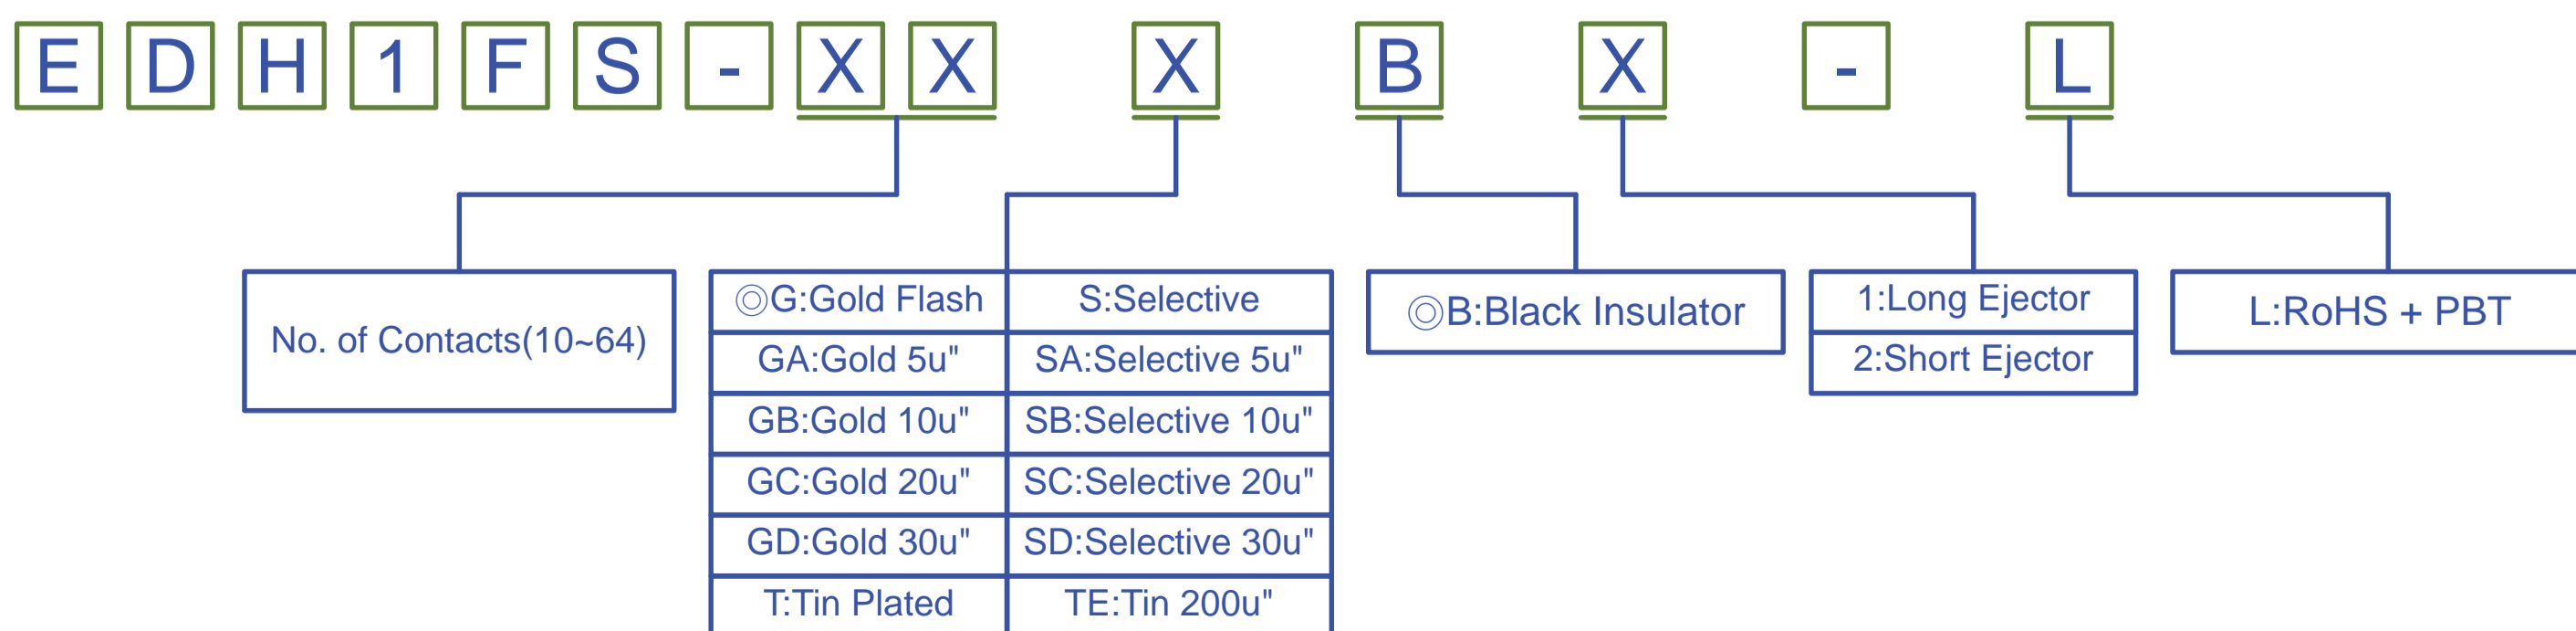 E D H 1 F S - X X X B X - L
No. of Contacts(10~64)
◎G:Gold Flash S:Selective
GA:Gold 5u" SA:Selective 5u"
GB:Gold 10u" SB:Selective 10u"
GC:Gold 20u" SC:Selective 20u"
GD:Gold 30u" SD:Selective 30u"
T:Tin Plated TE:Tin 200u"
◎B:Black Insulator
1:Long Ejector
2:Short Ejector
L:RoHS + PBT